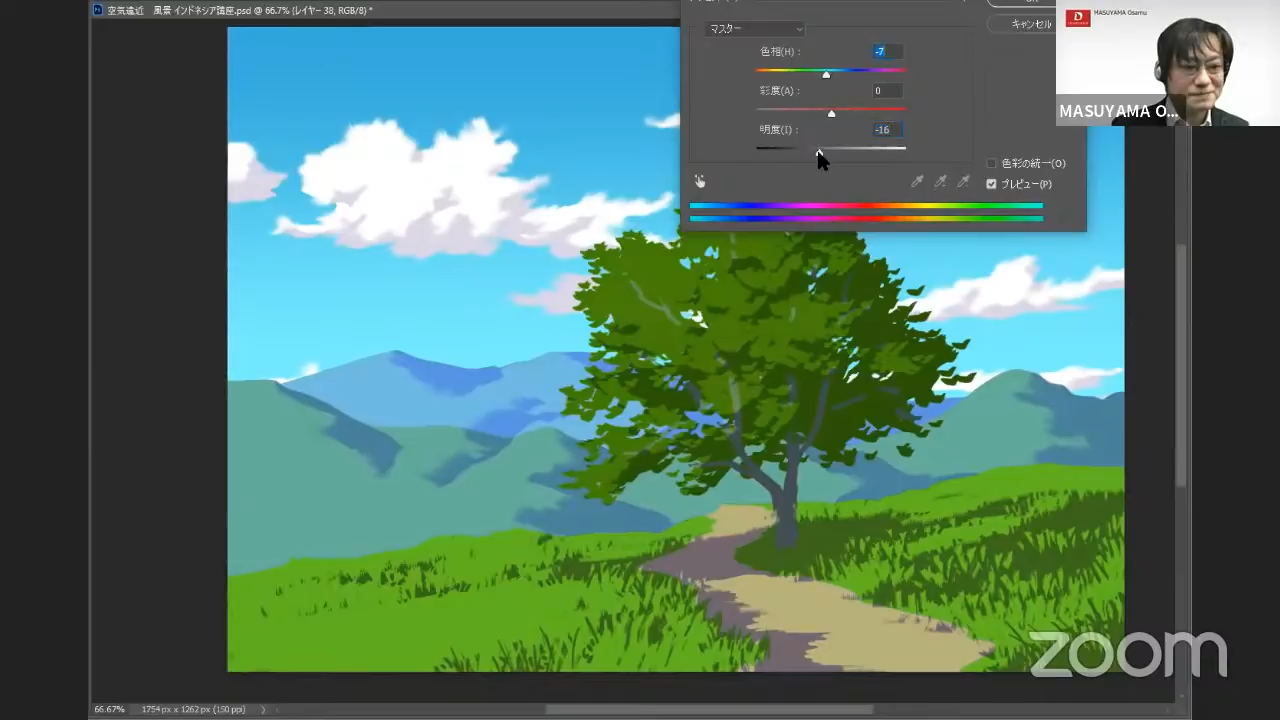 空気遠近　風景 インドネシア講座.psd @ 66.7% (レイヤー 38, RGB/8) *
マスター
キャンセル
色相(H) :
-7
彩度(A) :
0
明度(I) :
-16
色彩の統一(O)
プレビュー(P)
MASUYAMA Osamu
MASUYAMA O...
zoom
66.67%
1754 px x 1262 px (150 ppi)